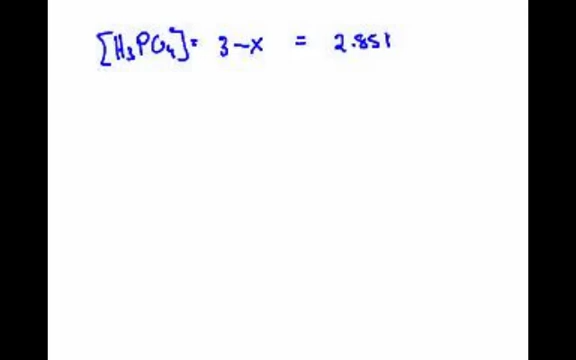 [H₃PO₄] = 3-x = 2.851